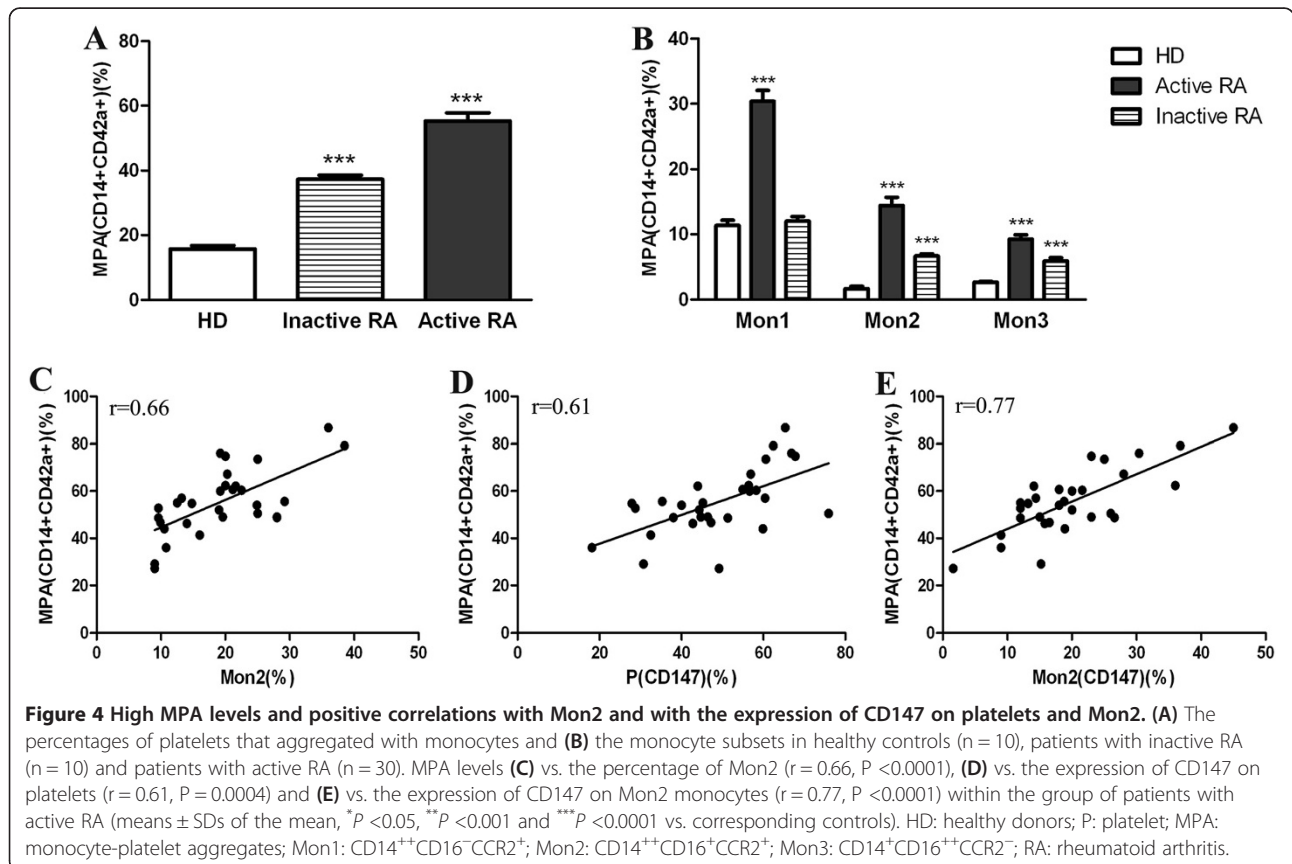 A
B
80
60
40
20
0
MPA(CD14+CD42a+)(%)
***
***
HD
Inactive RA
Active RA
40
30
20
10
0
MPA(CD14+CD42a+)(%)
***
***
***
***
***
Mon1
Mon2
Mon3
HD
Active RA
Inactive RA
C
r=0.66
100
80
60
40
20
0
MPA(CD14+CD42a+)(%)
0 10 20 30 40 50
Mon2(%)
D
r=0.61
100
80
60
40
20
0
MPA(CD14+CD42a+)(%)
0 20 40 60 80
P(CD147)(%)
E
r=0.77
100
80
60
40
20
0
MPA(CD14+CD42a+)(%)
0 10 20 30 40 50
Mon2(CD147)(%)
Figure 4 High MPA levels and positive correlations with Mon2 and with the expression of CD147 on platelets and Mon2. (A) The
percentages of platelets that aggregated with monocytes and (B) the monocyte subsets in healthy controls (n = 10), patients with inactive RA
(n = 10) and patients with active RA (n = 30). MPA levels (C) vs. the percentage of Mon2 (r = 0.66, P <0.0001), (D) vs. the expression of CD147 on
platelets (r = 0.61, P = 0.0004) and (E) vs. the expression of CD147 on Mon2 monocytes (r = 0.77, P <0.0001) within the group of patients with
active RA (means ± SDs of the mean, *P <0.05, **P <0.001 and ***P <0.0001 vs. corresponding controls). HD: healthy donors; P: platelet; MPA:
monocyte-platelet aggregates; Mon1: CD14++CD16−CCR2+; Mon2: CD14++CD16+CCR2+; Mon3: CD14+CD16++CCR2−; RA: rheumatoid arthritis.